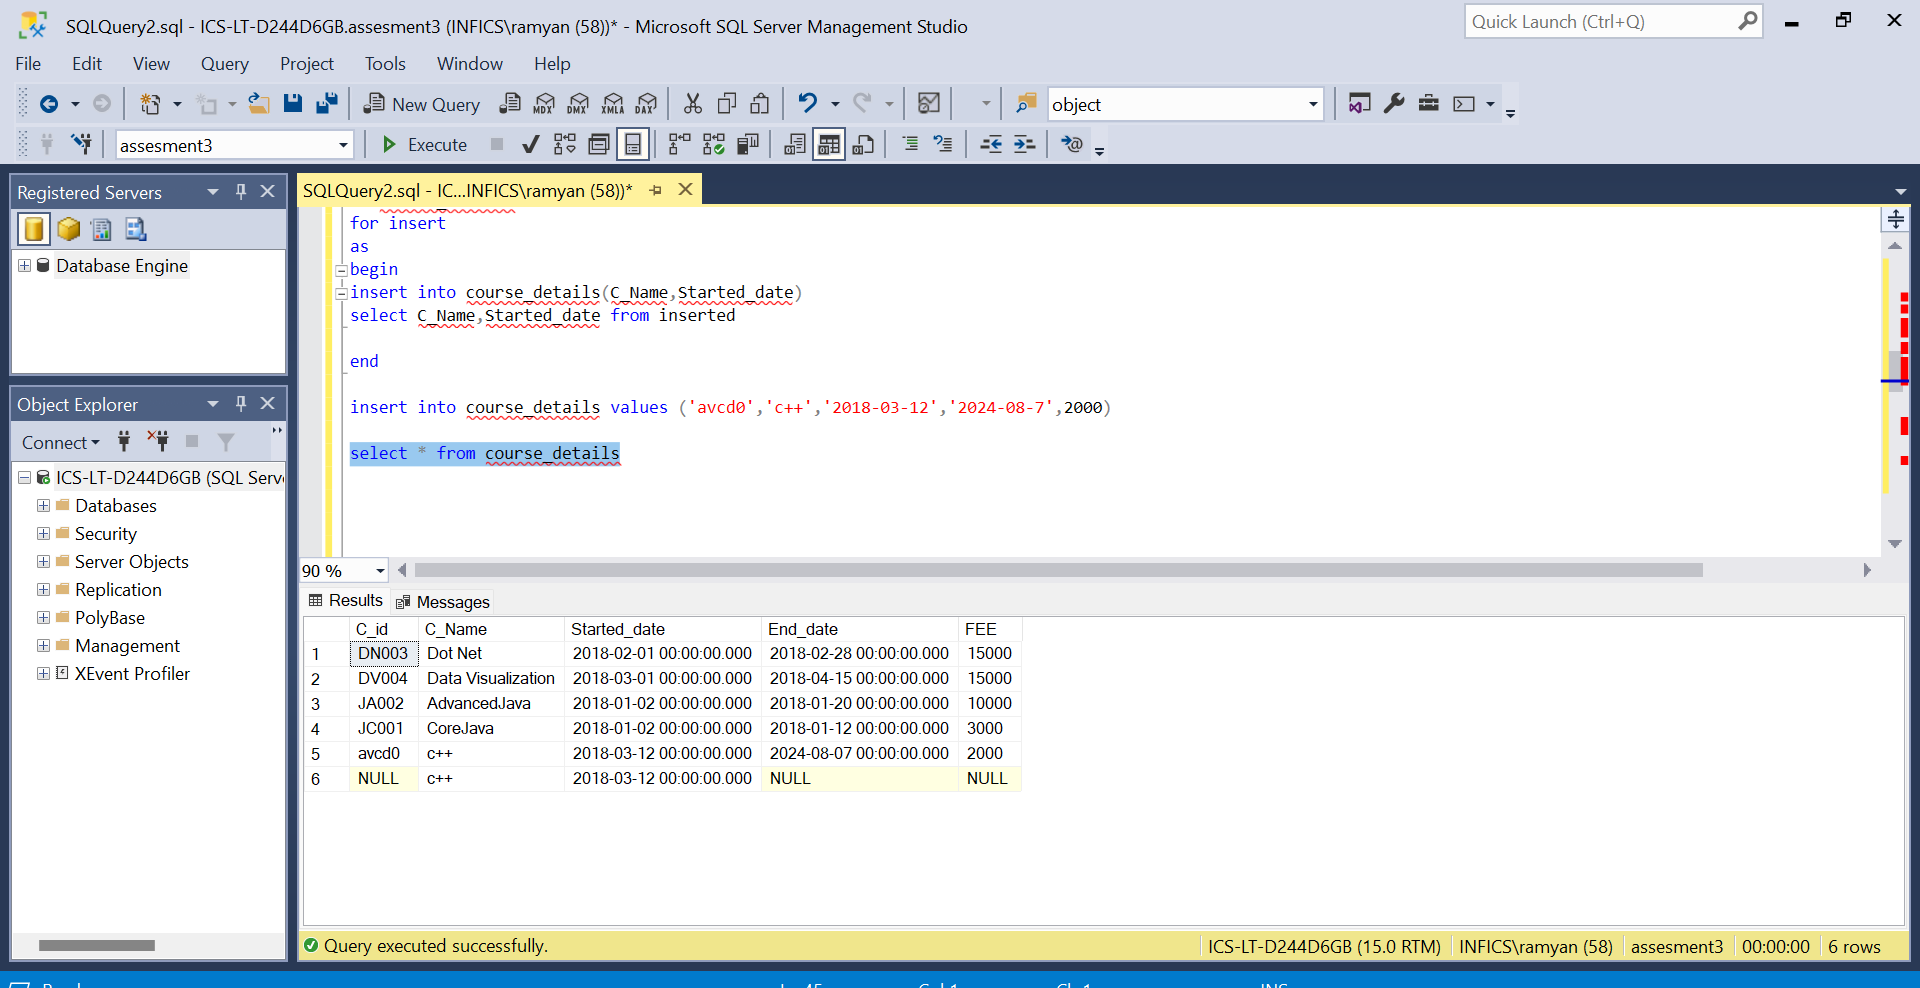 SQLQuery2.sql - ICS-LT-D244D6GB.assesment3 (INFICS\ramyan (58))* - Microsoft SQL Server Management Studio
Quick Launch (Ctrl+Q)
File Edit View Query Project Tools Window Help
New Query MDX DMX XMLA DAX object
assesment3 Execute
Registered Servers
Database Engine
Object Explorer
Connect
ICS-LT-D244D6GB (SQL Serv
Databases
Security
Server Objects
Replication
PolyBase
Management
XEvent Profiler
SQLQuery2.sql - IC...INFICS\ramyan (58))*
for insert
as
begin
insert into course_details(C_Name,Started_date)
select C_Name,Started_date from inserted
end
insert into course_details values ('avcd0','c++','2018-03-12','2024-08-7',2000)
select * from course_details
90 %
Results Messages
C_id C_Name Started_date End_date FEE
1 DN003 Dot Net 2018-02-01 00:00:00.000 2018-02-28 00:00:00.000 15000
2 DV004 Data Visualization 2018-03-01 00:00:00.000 2018-04-15 00:00:00.000 15000
3 JA002 AdvancedJava 2018-01-02 00:00:00.000 2018-01-20 00:00:00.000 10000
4 JC001 CoreJava 2018-01-02 00:00:00.000 2018-01-12 00:00:00.000 3000
5 avcd0 c++ 2018-03-12 00:00:00.000 2024-08-07 00:00:00.000 2000
6 NULL c++ 2018-03-12 00:00:00.000 NULL NULL
Query executed successfully.
ICS-LT-D244D6GB (15.0 RTM) INFICS\ramyan (58) assesment3 00:00:00 6 rows